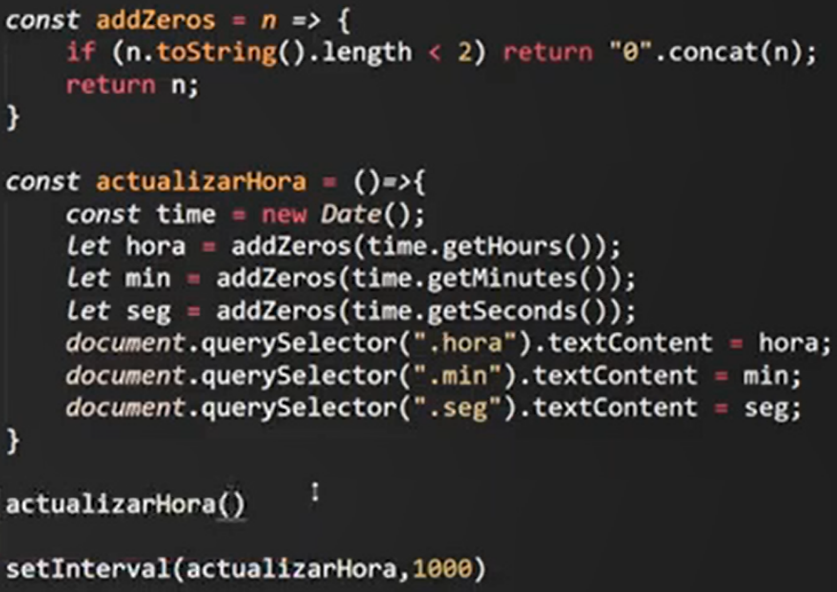 const addZeros = n => {
    if (n.toString().length < 2) return "0".concat(n);
    return n;
}

const actualizarHora = ()=>{
    const time = new Date();
    let hora = addZeros(time.getHours());
    let min = addZeros(time.getMinutes());
    let seg = addZeros(time.getSeconds());
    document.querySelector(".hora").textContent = hora;
    document.querySelector(".min").textContent = min;
    document.querySelector(".seg").textContent = seg;
}

actualizarHora()

setInterval(actualizarHora,1000)